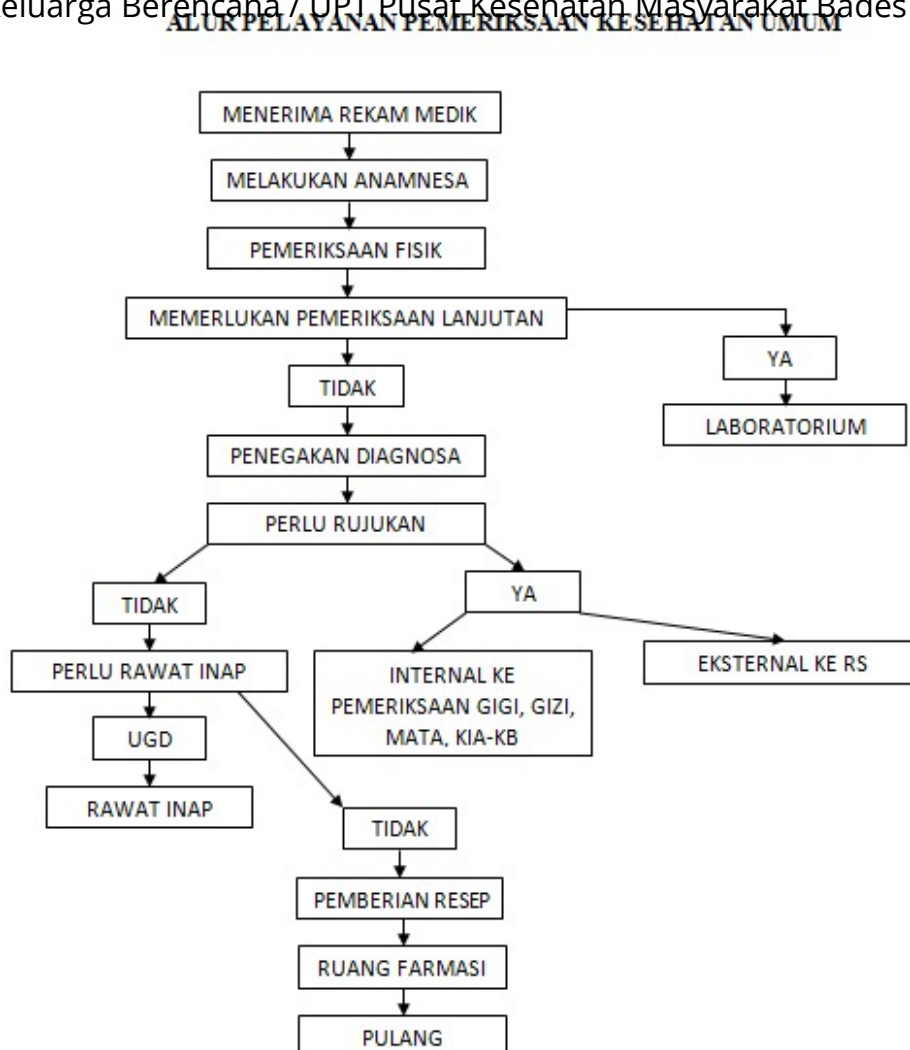 eluarga Berencana / UPT Pusat Kesehatan Masyarakat Bades
ALUR PELAYANAN PEMERIKSAAN KESEHATAN UMUM
MENERIMA REKAM MEDIK
MELAKUKAN ANAMNESA
PEMERIKSAAN FISIK
MEMERLUKAN PEMERIKSAAN LANJUTAN
YA
TIDAK
LABORATORIUM
PENEGAKAN DIAGNOSA
PERLU RUJUKAN
YA
TIDAK
PERLU RAWAT INAP
INTERNAL KE
PEMERIKSAAN GIGI, GIZI,
MATA, KIA-KB
EKSTERNAL KE RS
UGD
RAWAT INAP
TIDAK
PEMBERIAN RESEP
RUANG FARMASI
PULANG